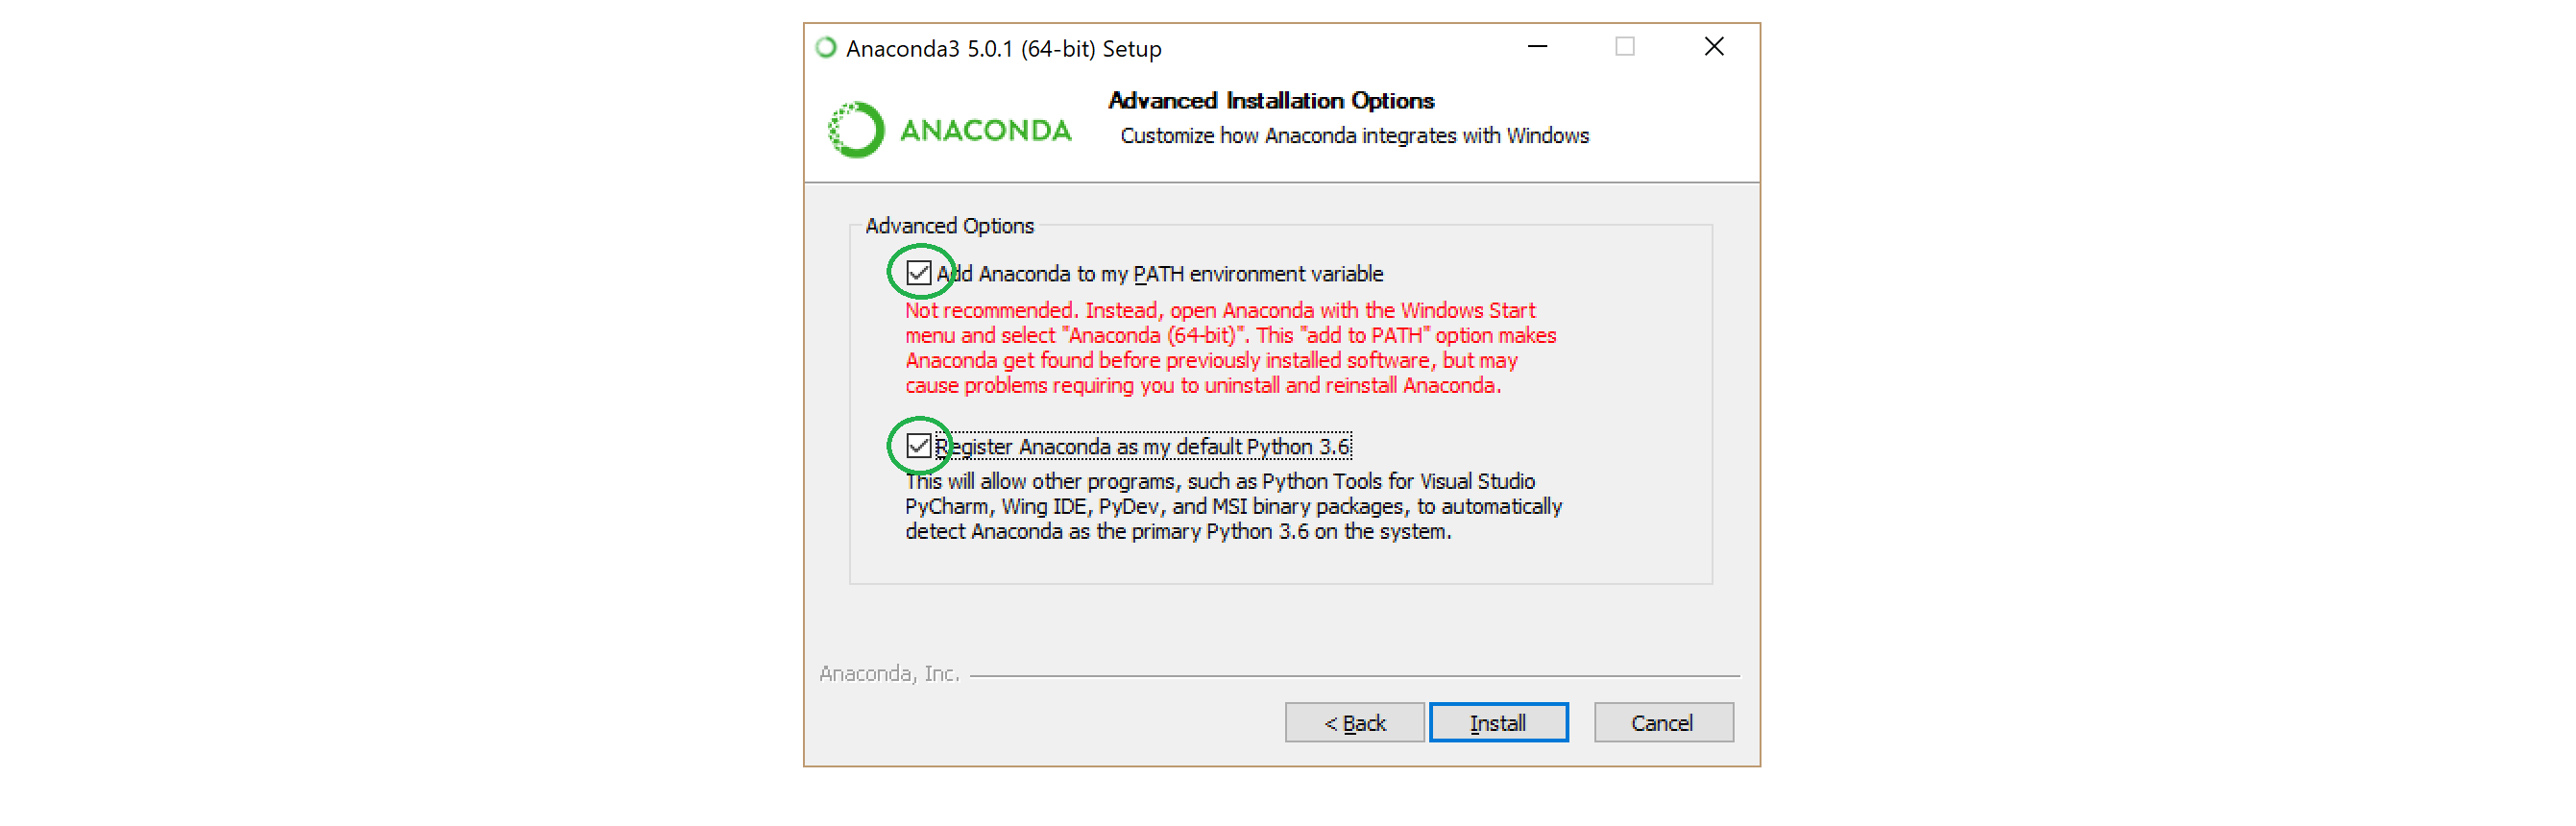 Anaconda3 5.0.1 (64-bit) Setup
ANACONDA
Advanced Installation Options
Customize how Anaconda integrates with Windows
Advanced Options
Add Anaconda to my PATH environment variable
Not recommended. Instead, open Anaconda with the Windows Start
menu and select "Anaconda (64-bit)". This "add to PATH" option makes
Anaconda get found before previously installed software, but may
cause problems requiring you to uninstall and reinstall Anaconda.
Register Anaconda as my default Python 3.6
This will allow other programs, such as Python Tools for Visual Studio
PyCharm, Wing IDE, PyDev, and MSI binary packages, to automatically
detect Anaconda as the primary Python 3.6 on the system.
Anaconda, Inc.
< Back
Install
Cancel